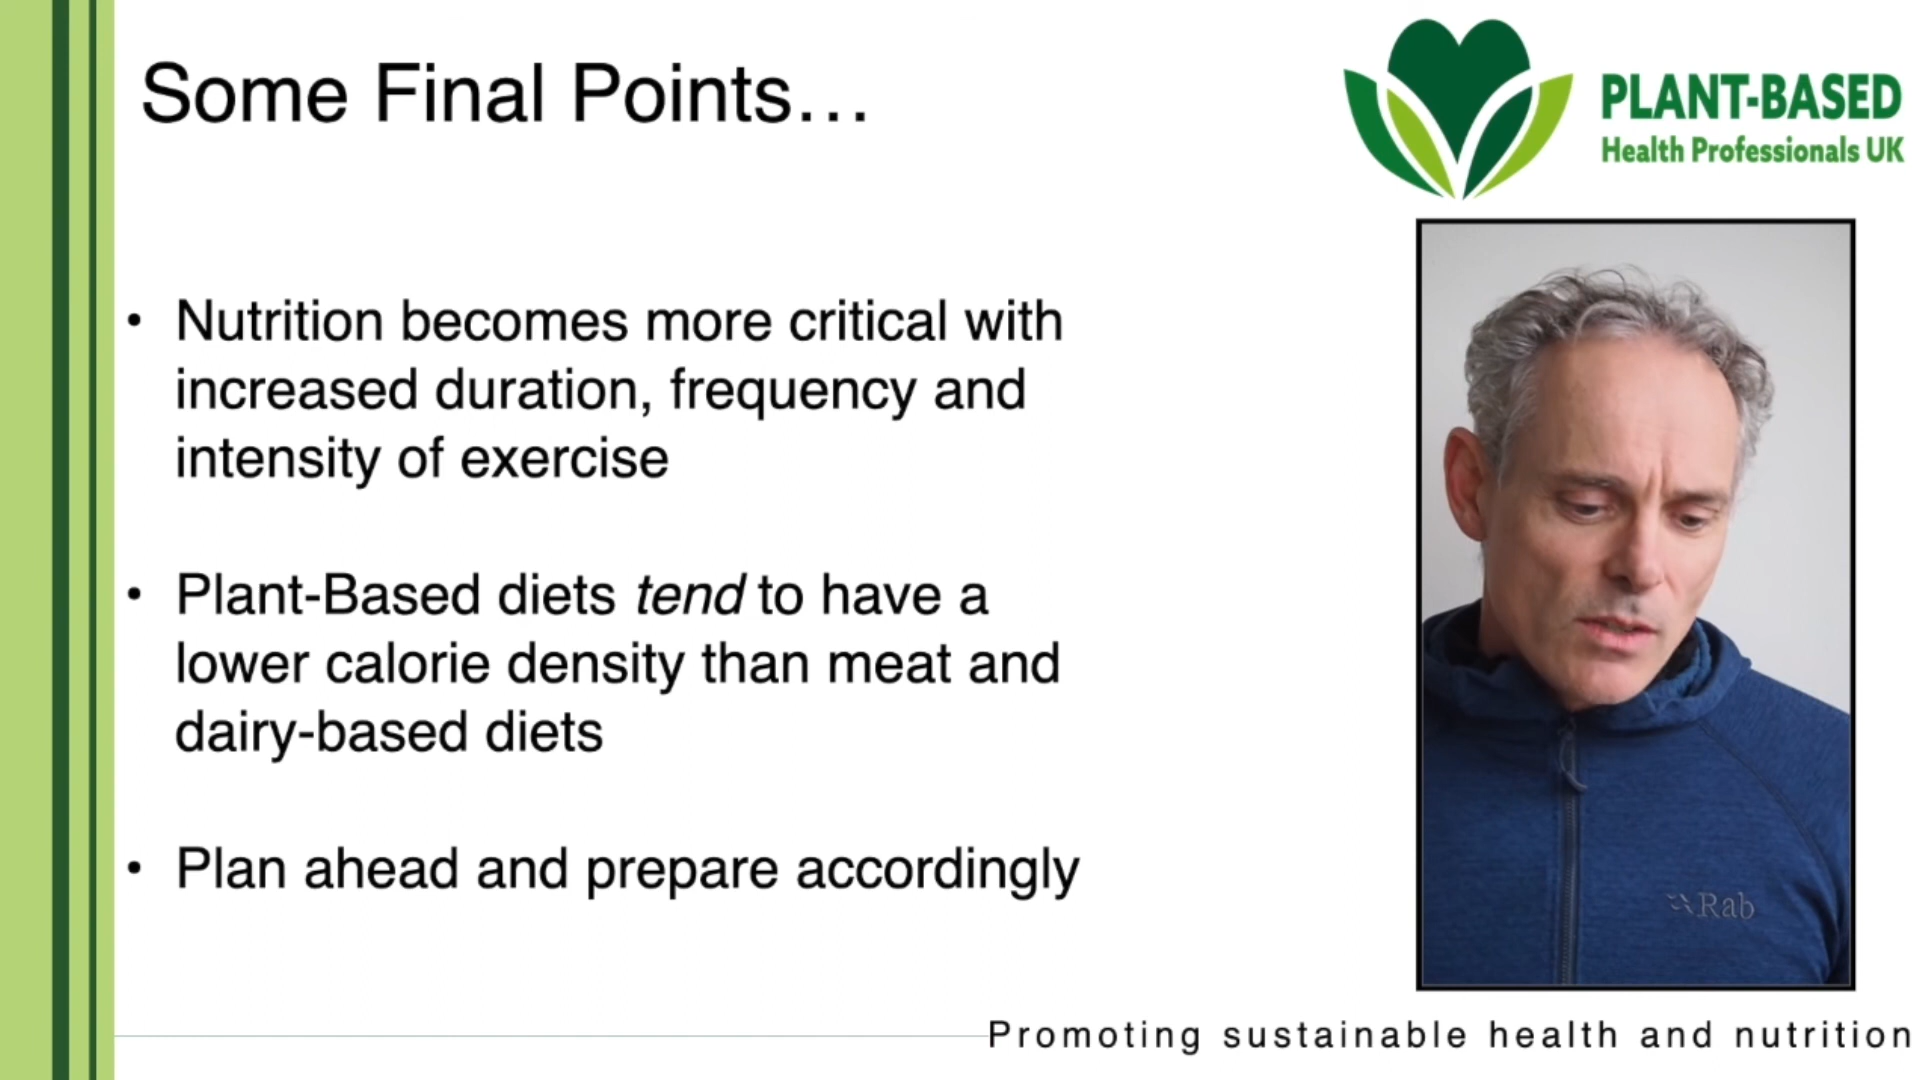 Some Final Points…
PLANT-BASED
Health Professionals UK
• Nutrition becomes more critical with
increased duration, frequency and
intensity of exercise
• Plant-Based diets tend to have a
lower calorie density than meat and
dairy-based diets
• Plan ahead and prepare accordingly
Rab
Promoting sustainable health and nutrition